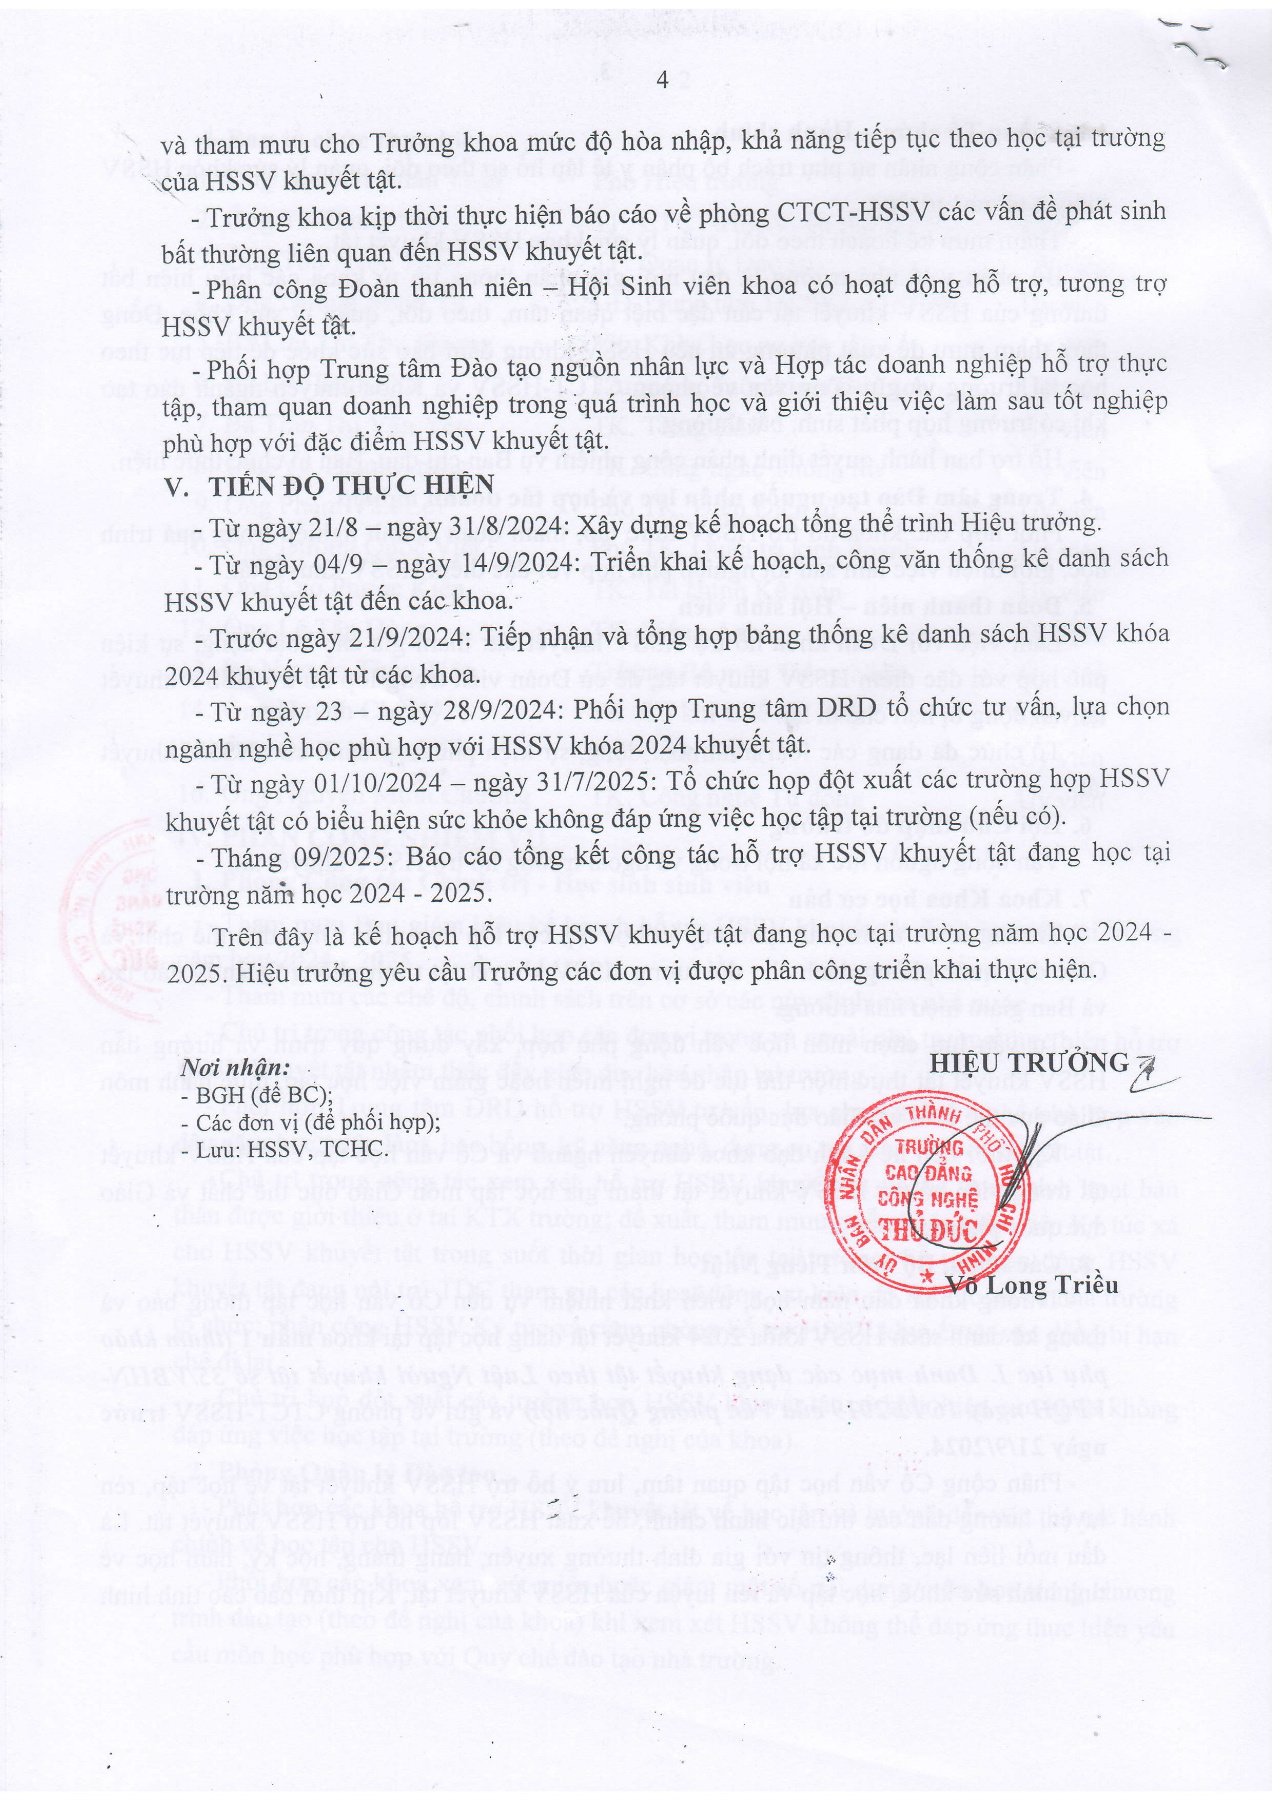 4
và tham mưu cho Trưởng khoa mức độ hòa nhập, khả năng tiếp tục theo học tại trường
của HSSV khuyết tật.
- Trưởng khoa kịp thời thực hiện báo cáo về phòng CTCT-HSSV các vấn đề phát sinh
bất thường liên quan đến HSSV khuyết tật.
- Phân công Đoàn thanh niên – Hội Sinh viên khoa có hoạt động hỗ trợ, tương trợ
HSSV khuyết tật.
- Phối hợp Trung tâm Đào tạo nguồn nhân lực và Hợp tác doanh nghiệp hỗ trợ thực
tập, tham quan doanh nghiệp trong quá trình học và giới thiệu việc làm sau tốt nghiệp
phù hợp với đặc điểm HSSV khuyết tật.
V. TIẾN ĐỘ THỰC HIỆN
- Từ ngày 21/8 – ngày 31/8/2024: Xây dựng kế hoạch tổng thể trình Hiệu trưởng.
- Từ ngày 04/9 – ngày 14/9/2024: Triển khai kế hoạch, công văn thống kê danh sách
HSSV khuyết tật đến các khoa.
- Trước ngày 21/9/2024: Tiếp nhận và tổng hợp bảng thống kê danh sách HSSV khóa
2024 khuyết tật từ các khoa.
- Từ ngày 23 – ngày 28/9/2024: Phối hợp Trung tâm DRD tổ chức tư vấn, lựa chọn
ngành nghề học phù hợp với HSSV khóa 2024 khuyết tật.
- Từ ngày 01/10/2024 – ngày 31/7/2025: Tổ chức họp đột xuất các trường hợp HSSV
khuyết tật có biểu hiện sức khỏe không đáp ứng việc học tập tại trường (nếu có).
- Tháng 09/2025: Báo cáo tổng kết công tác hỗ trợ HSSV khuyết tật đang học tại
trường năm học 2024 - 2025.
Trên đây là kế hoạch hỗ trợ HSSV khuyết tật đang học tại trường năm học 2024 -
2025. Hiệu trưởng yêu cầu Trưởng các đơn vị được phân công triển khai thực hiện.
Nơi nhận:
- BGH (để BC);
- Các đơn vị (để phối hợp);
- Lưu: HSSV, TCHC.
HIỆU TRƯỞNG
ỦY BAN NHÂN DÂN THÀNH PHỐ HỒ CHÍ MINH
TRƯỜNG
CAO ĐẲNG
CÔNG NGHỆ
THỦ ĐỨC
Võ Long Triều